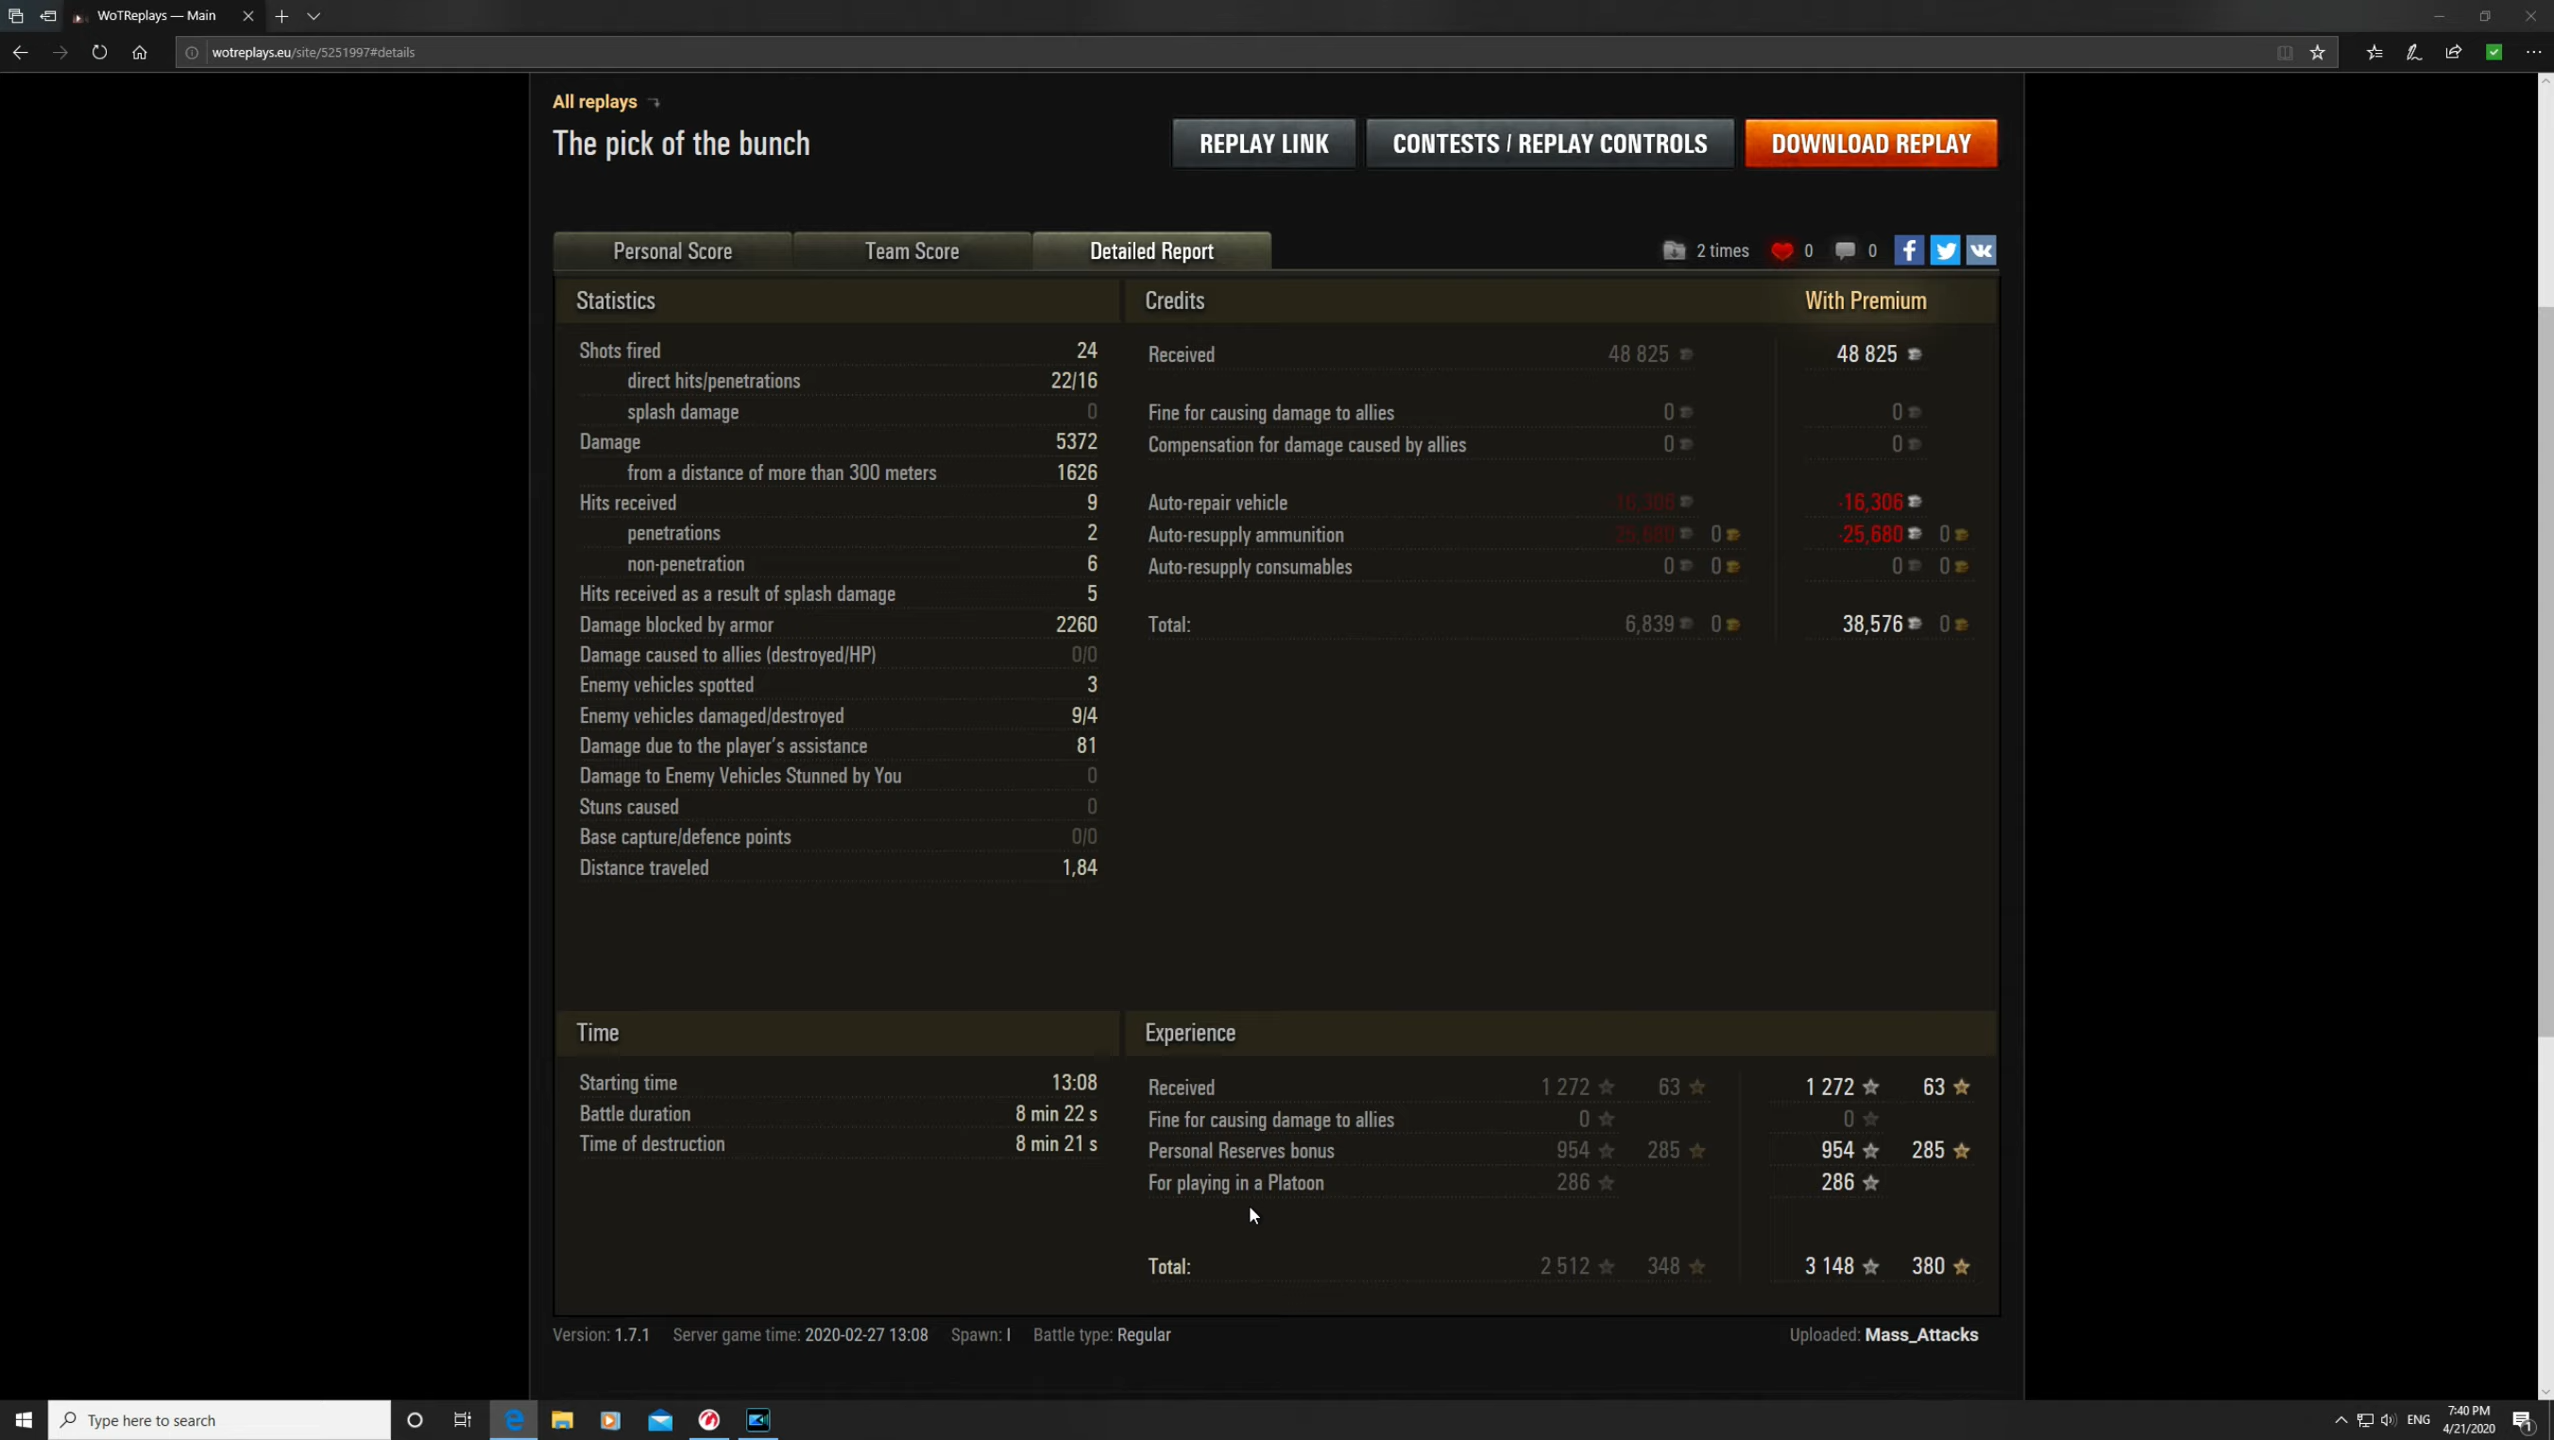 WoTReplays — Main
wotreplays.eu/site/5251997#details
All replays
The pick of the bunch
REPLAY LINK
CONTESTS / REPLAY CONTROLS
DOWNLOAD REPLAY
Personal Score
Team Score
Detailed Report
2 times 0 0
Statistics
Shots fired 24
direct hits/penetrations 22/16
splash damage 0
Damage 5372
from a distance of more than 300 meters 1626
Hits received 9
penetrations 2
non-penetration 6
Hits received as a result of splash damage 5
Damage blocked by armor 2260
Damage caused to allies (destroyed/HP) 0/0
Enemy vehicles spotted 3
Enemy vehicles damaged/destroyed 9/4
Damage due to the player's assistance 81
Damage to Enemy Vehicles Stunned by You 0
Stuns caused 0
Base capture/defence points 0/0
Distance traveled 1,84
Credits With Premium
Received 48 825 48 825
Fine for causing damage to allies 0 0
Compensation for damage caused by allies 0 0
Auto-repair vehicle -16,306 -16,306
Auto-resupply ammunition -25,680 0 -25,680 0
Auto-resupply consumables 0 0 0 0
Total: 6,839 0 38,576 0
Time
Starting time 13:08
Battle duration 8 min 22 s
Time of destruction 8 min 21 s
Experience
Received 1 272 63 1 272 63
Fine for causing damage to allies 0 0
Personal Reserves bonus 954 285 954 285
For playing in a Platoon 286 286
Total: 2 512 348 3 148 380
Version: 1.7.1 Server game time: 2020-02-27 13:08 Spawn: I Battle type: Regular
Uploaded: Mass_Attacks
Type here to search
ENG
7:40 PM
4/21/2020
1